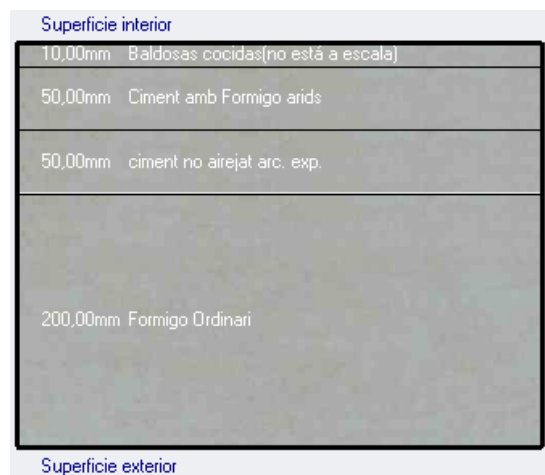 Superficie interior
10,00mm Baldosas cocidas(no está a escala)
50,00mm Ciment amb Formigo arids
50,00mm ciment no airejat arc. exp.
200,00mm Formigo Ordinari
Superficie exterior